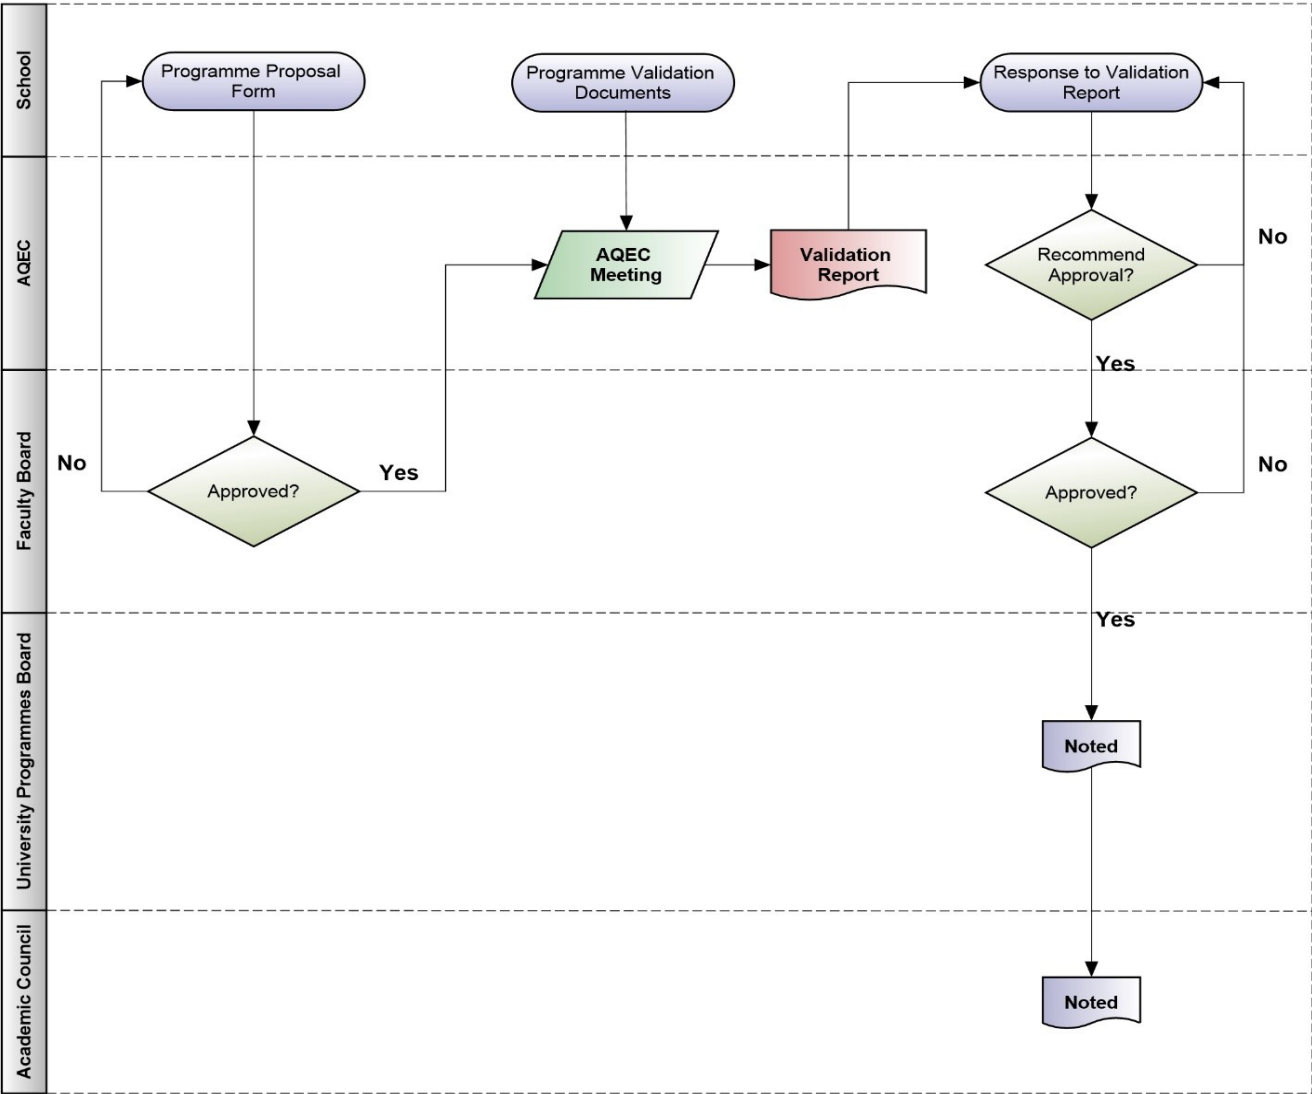 School
Programme Proposal
Form
Programme Validation
Documents
Response to Validation
Report
AQEC
AQEC
Meeting
Validation
Report
Recommend
Approval?
No
Yes
Faculty Board
No
Approved?
Yes
Approved?
No
Yes
University Programmes Board
Noted
Academic Council
Noted